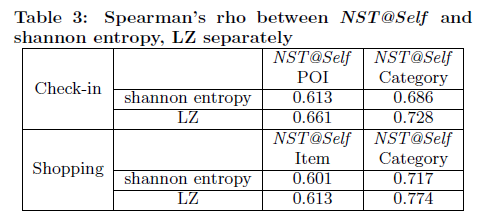 Table 3: Spearman's rho between NST@Self and
shannon entropy, LZ separately
NST@Self NST@Self
POI Category
Check-in
shannon entropy 0.613 0.686
LZ 0.661 0.728
NST@Self NST@Self
Item Category
Shopping
shannon entropy 0.601 0.717
LZ 0.613 0.774